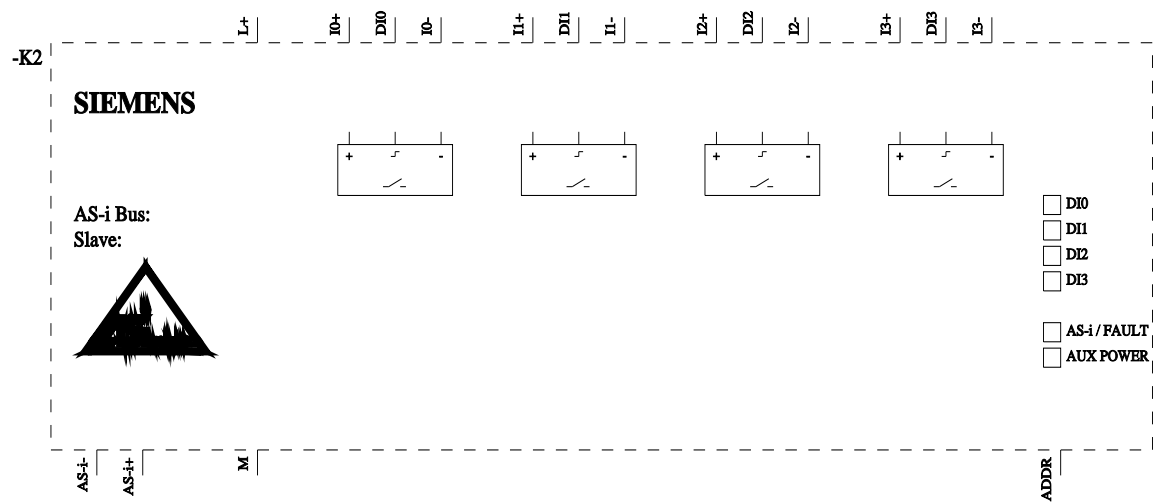 L+ I0+ DI0 I0- I1+ DI1 I1- I2+ DI2 I2- I3+ DI3 I3-
-K2
SIEMENS
+ - + - + - + -
AS-i Bus:
Slave:
DI0
DI1
DI2
DI3
AS-i / FAULT
AUX POWER
AS-i- AS-i+ M ADDR